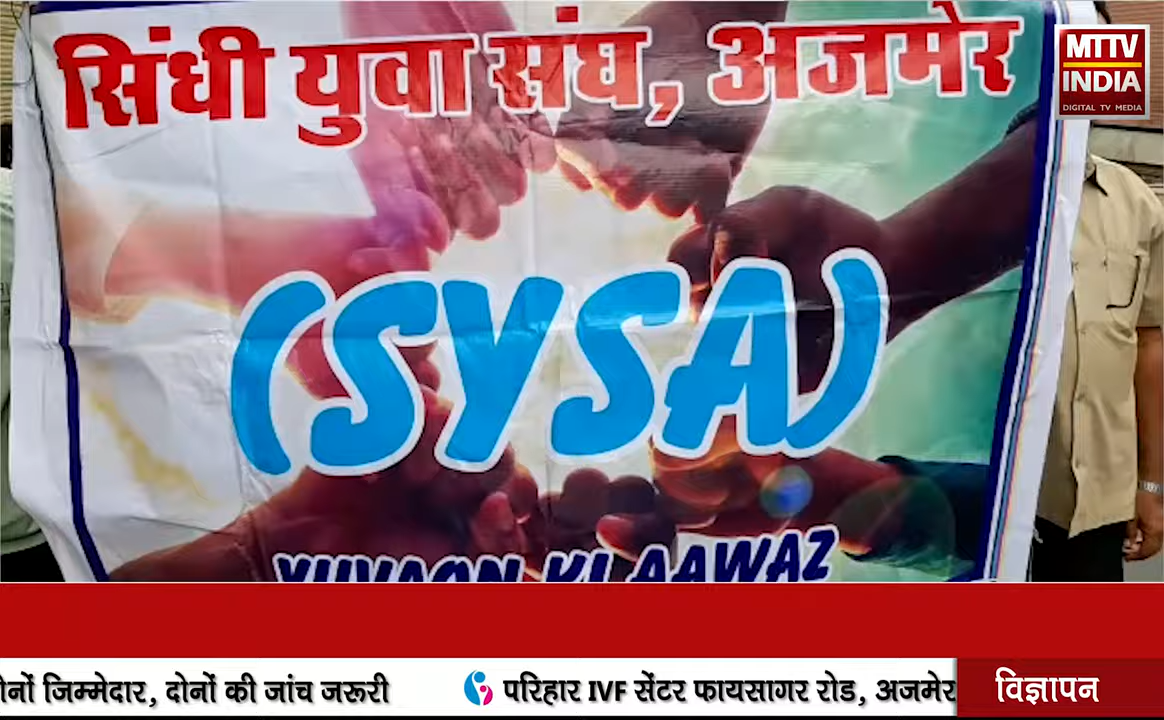 सिंधी युवा संघ, अजमेर
MTTV
INDIA
DIGITAL TV MEDIA
(SYSA)
YUVAON KI AAWAZ
जिम्मेदार, दोनों की जांच जरूरी
परिहार IVF सेंटर फायसागर रोड, अजमेर
विज्ञापन